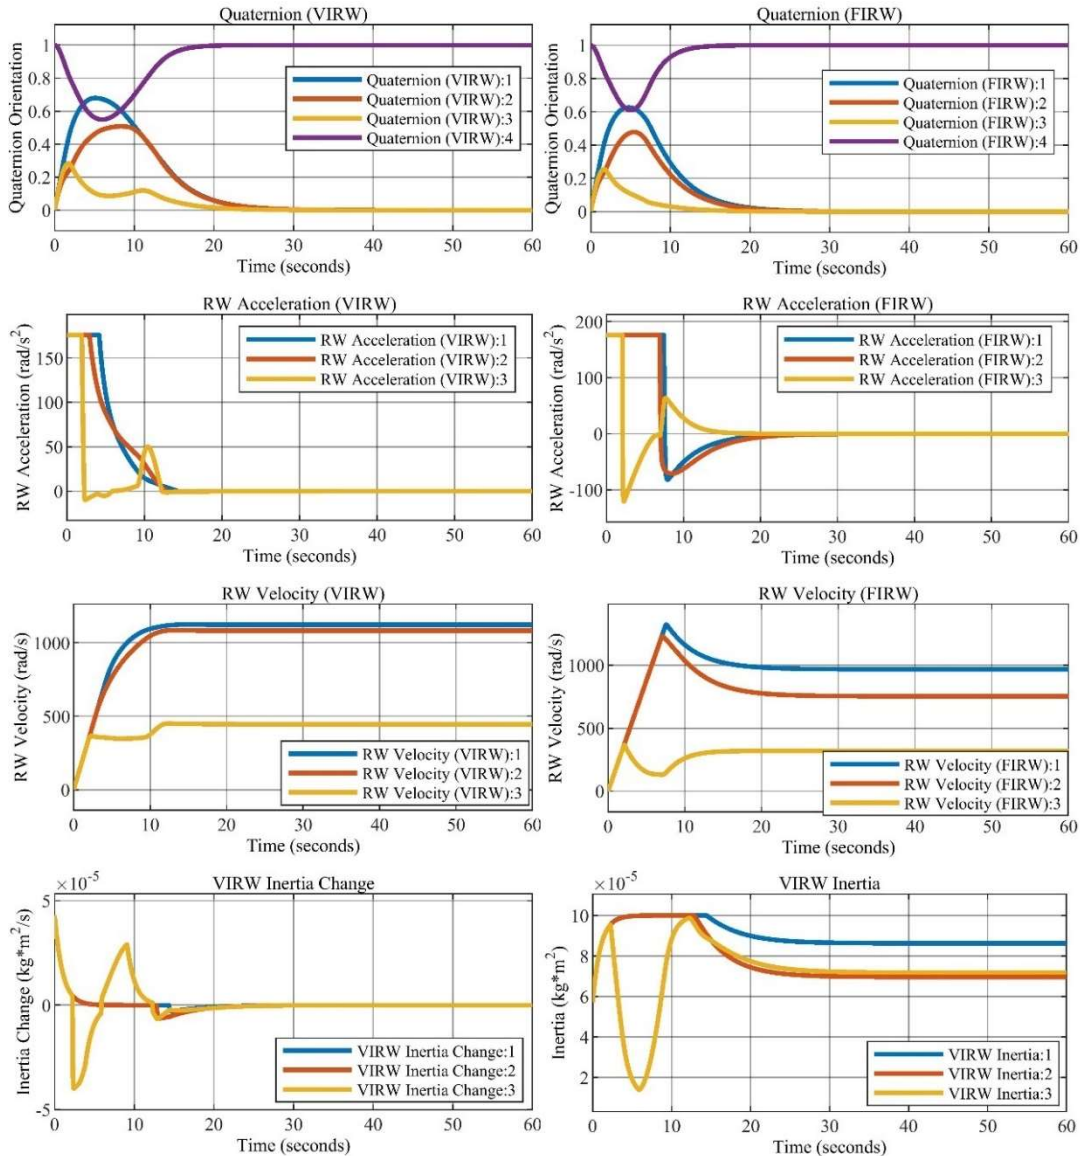 Quaternion (VIRW)
Quaternion Orientation
1
0.8
0.6
0.4
0.2
0
Quaternion (VIRW):1
Quaternion (VIRW):2
Quaternion (VIRW):3
Quaternion (VIRW):4
0 10 20 30 40 50 60
Time (seconds)
Quaternion (FIRW)
Quaternion Orientation
1
0.8
0.6
0.4
0.2
0
Quaternion (FIRW):1
Quaternion (FIRW):2
Quaternion (FIRW):3
Quaternion (FIRW):4
0 10 20 30 40 50 60
Time (seconds)
RW Acceleration (VIRW)
RW Acceleration (rad/s²)
150
100
50
0
RW Acceleration (VIRW):1
RW Acceleration (VIRW):2
RW Acceleration (VIRW):3
0 10 20 30 40 50 60
Time (seconds)
RW Acceleration (FIRW)
RW Acceleration (rad/s²)
200
100
0
-100
RW Acceleration (FIRW):1
RW Acceleration (FIRW):2
RW Acceleration (FIRW):3
0 10 20 30 40 50 60
Time (seconds)
RW Velocity (VIRW)
RW Velocity (rad/s)
1000
500
0
RW Velocity (VIRW):1
RW Velocity (VIRW):2
RW Velocity (VIRW):3
0 10 20 30 40 50 60
Time (seconds)
RW Velocity (FIRW)
RW Velocity (rad/s)
1000
500
0
RW Velocity (FIRW):1
RW Velocity (FIRW):2
RW Velocity (FIRW):3
0 10 20 30 40 50 60
Time (seconds)
VIRW Inertia Change
×10⁻⁵
Inertia Change (kg*m²/s)
5
0
-5
VIRW Inertia Change:1
VIRW Inertia Change:2
VIRW Inertia Change:3
0 10 20 30 40 50 60
Time (seconds)
VIRW Inertia
×10⁻⁵
Inertia (kg*m²)
10
8
6
4
2
VIRW Inertia:1
VIRW Inertia:2
VIRW Inertia:3
0 10 20 30 40 50 60
Time (seconds)